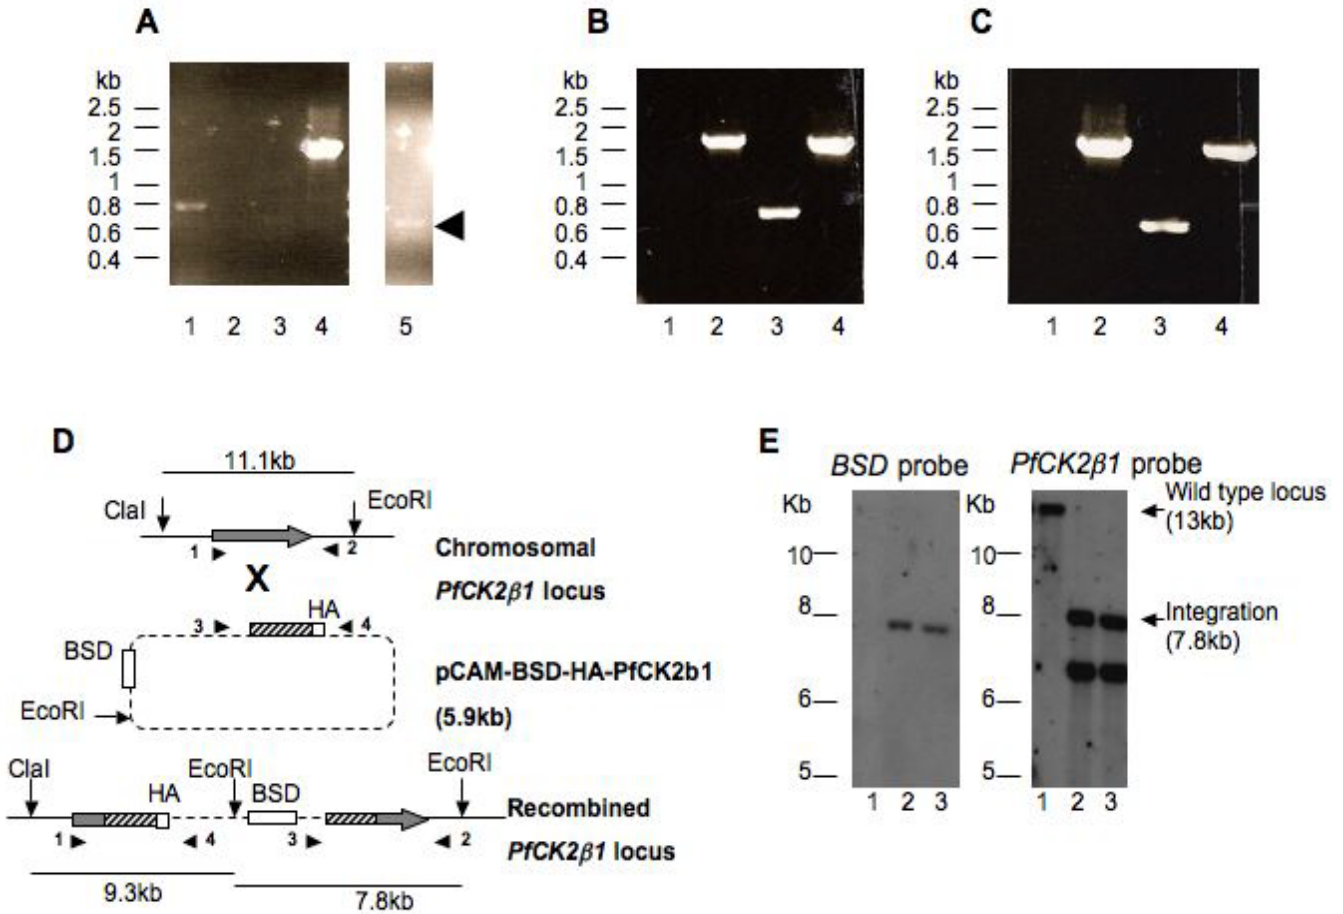 A
B
C
kb
2.5
2
1.5
1
0.8
0.6
0.4
1 2 3 4 5
kb
2.5
2
1.5
1
0.8
0.6
0.4
1 2 3 4
kb
2.5
2
1.5
1
0.8
0.6
0.4
1 2 3 4
D
11.1kb
ClaI
EcoRI
1
2
Chromosomal
PfCK2β1 locus
X
HA
3
4
BSD
EcoRI
pCAM-BSD-HA-PfCK2b1
(5.9kb)
ClaI
EcoRI
EcoRI
HA
BSD
1
4
3
2
Recombined
PfCK2β1 locus
9.3kb
7.8kb
E
BSD probe
PfCK2β1 probe
Kb
10
8
6
5
1 2 3
Kb
10
8
6
5
1 2 3
Wild type locus
(13kb)
Integration
(7.8kb)